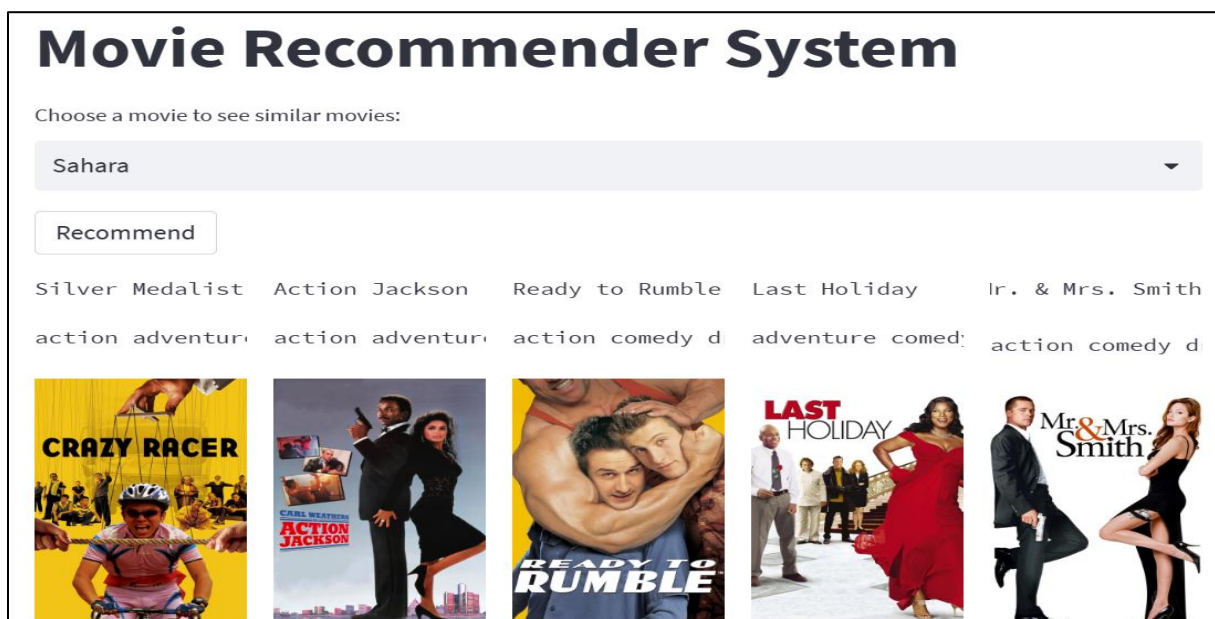 Movie Recommender System
Choose a movie to see similar movies:
Sahara
Recommend
Silver Medalist
Action Jackson
Ready to Rumble
Last Holiday
Ir. & Mrs. Smith
action adventur
action adventur
action comedy d
adventure comed
action comedy d
CRAZY RACER
CARL WEATHERS
ACTION
JACKSON
READY TO
RUMBLE
LAST
HOLIDAY
Mr.&Mrs.
Smith